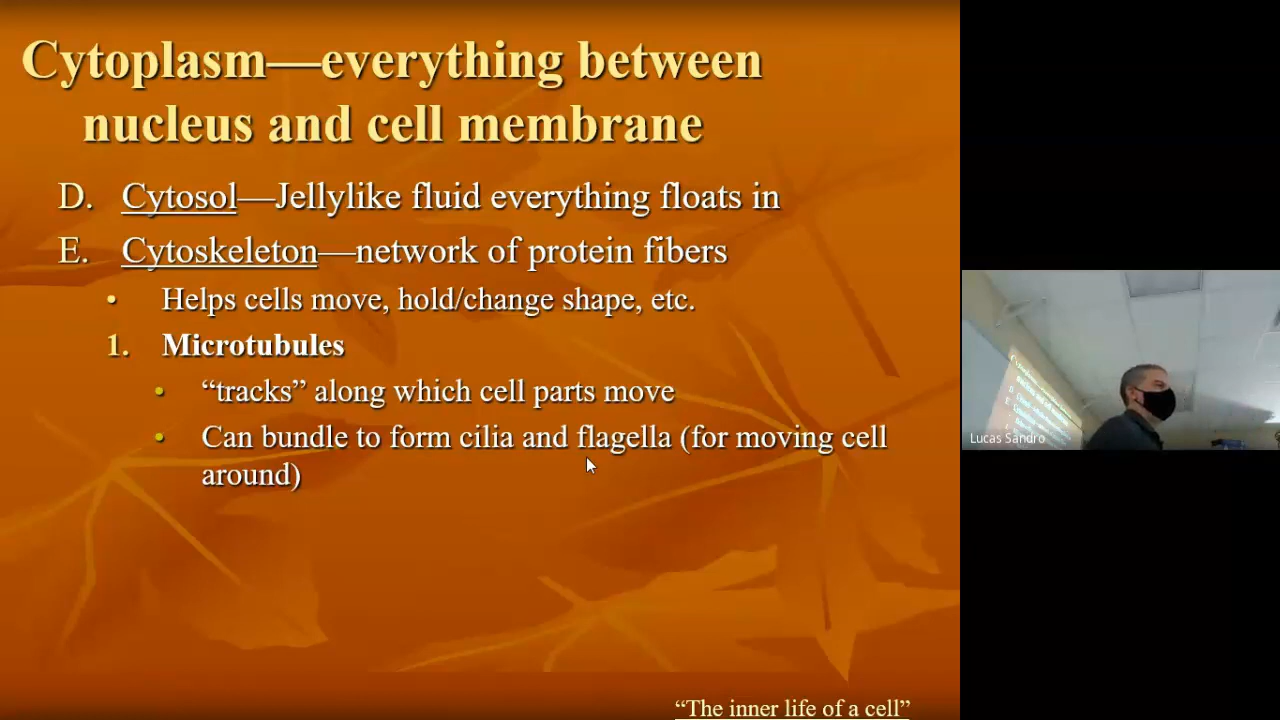 Cytoplasm—everything between
nucleus and cell membrane
D. Cytosol—Jellylike fluid everything floats in
E. Cytoskeleton—network of protein fibers
• Helps cells move, hold/change shape, etc.
1. Microtubules
• “tracks” along which cell parts move
• Can bundle to form cilia and flagella (for moving cell
around)
Lucas Sandro
“The inner life of a cell”